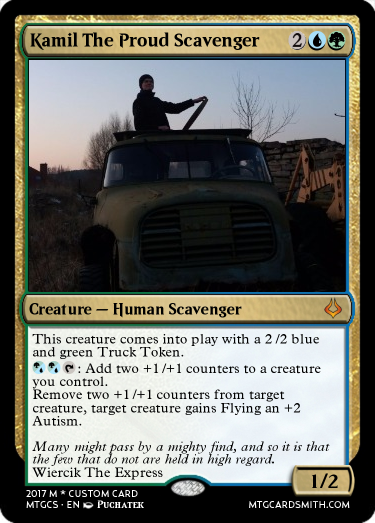 Kamil The Proud Scavenger 2
Creature — Human Scavenger
This creature comes into play with a 2/2 blue
and green Truck Token.
: Add two +1/+1 counters to a creature
you control.
Remove two +1/+1 counters from target
creature, target creature gains Flying an +2
Autism.
Many might pass by a mighty find, and so it is that
the few that do not are held in high regard.
Wiercik The Express
1/2
2017 M * CUSTOM CARD
MTGCS • EN Puchatek
MTGCARDSMITH.COM